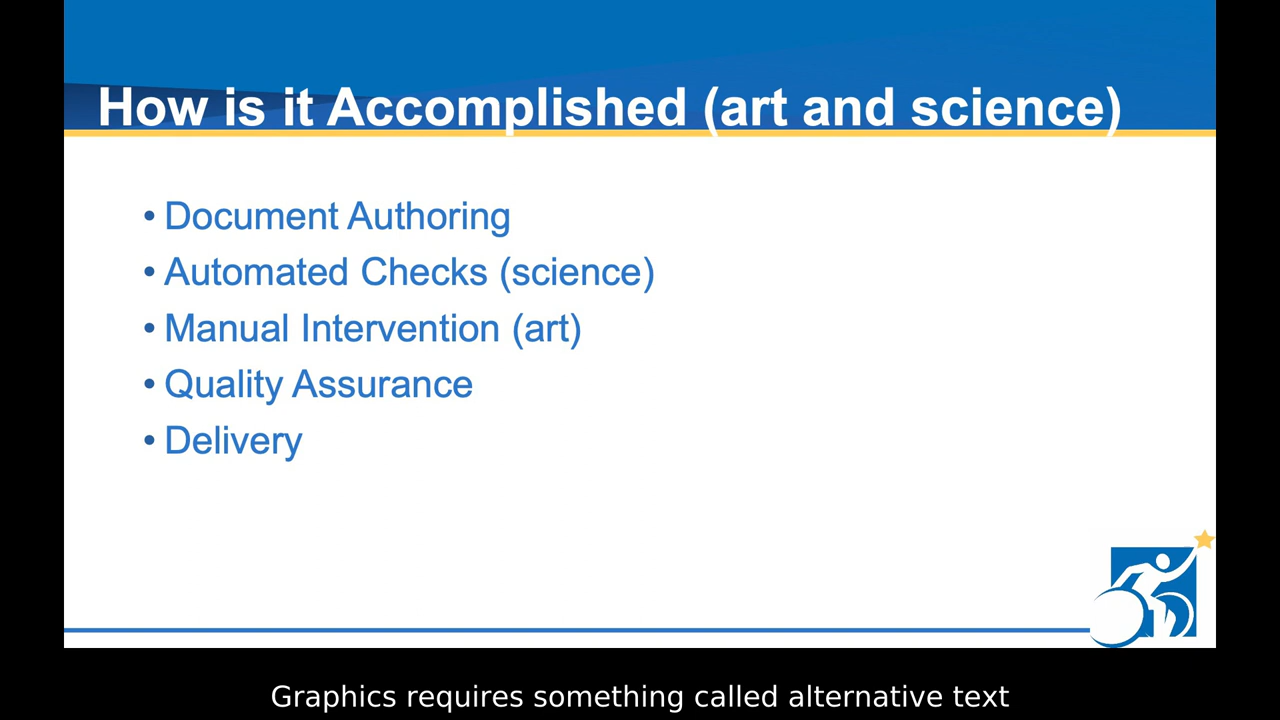 How is it Accomplished (art and science)
• Document Authoring
• Automated Checks (science)
• Manual Intervention (art)
• Quality Assurance
• Delivery
Graphics requires something called alternative text